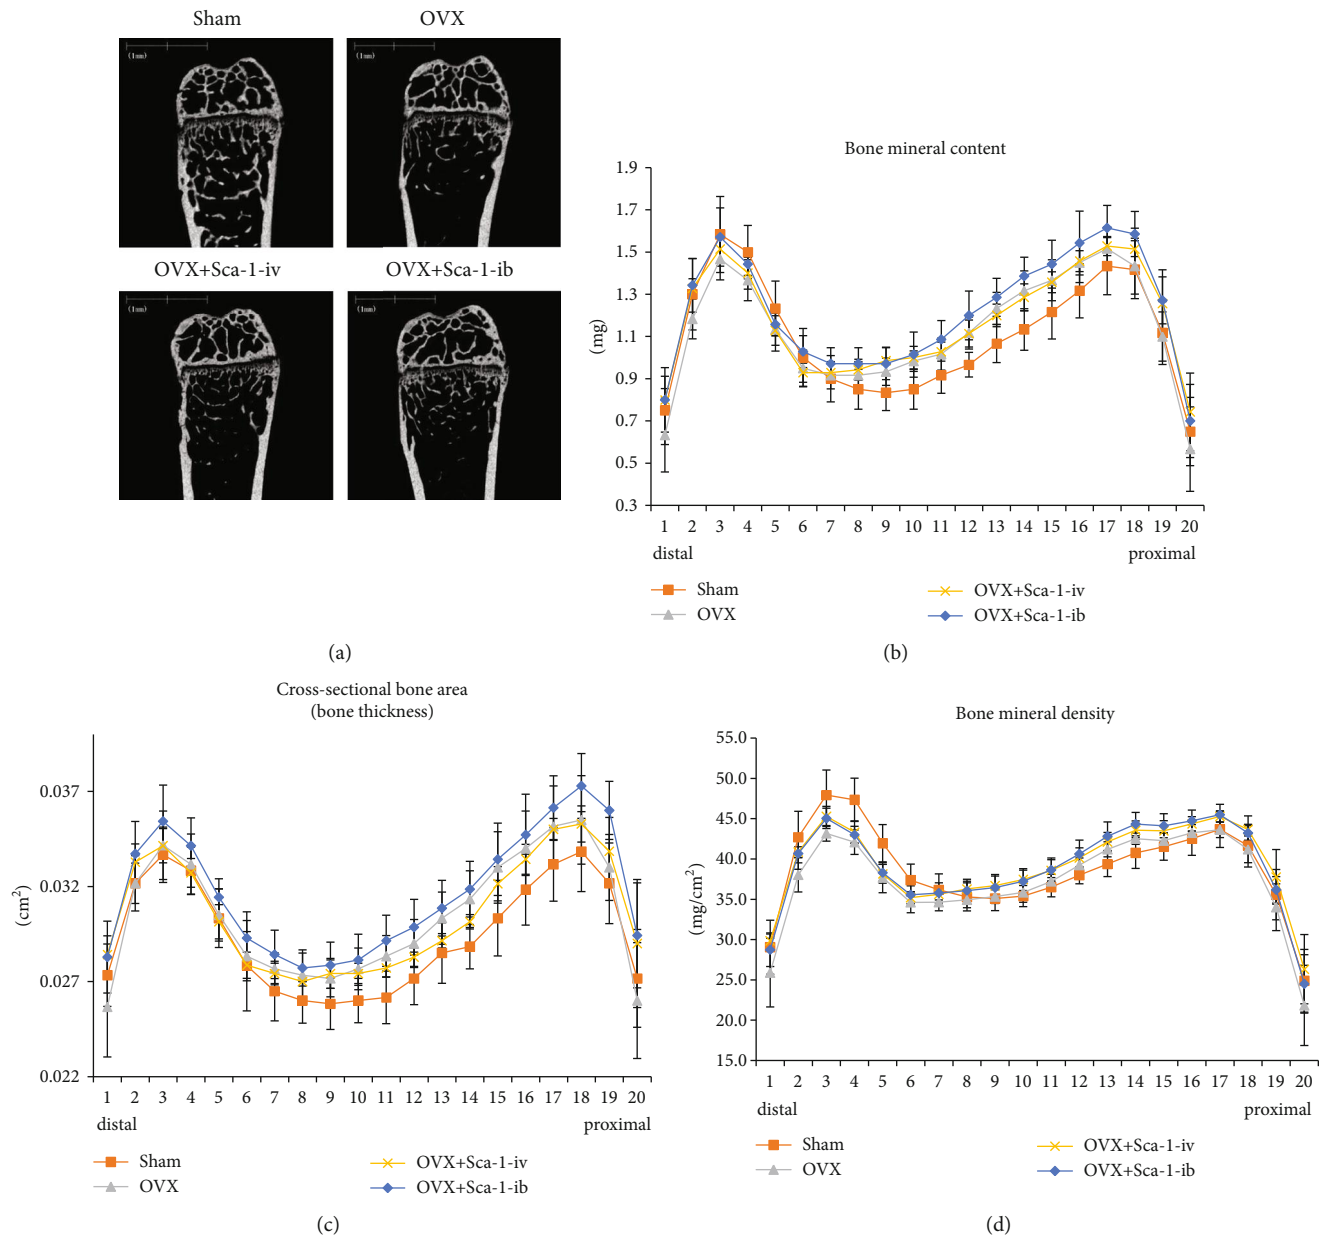 Sham
OVX
(1mm)
(1mm)
OVX+Sca-1-iv
OVX+Sca-1-ib
(1mm)
(1mm)
(a)
Bone mineral content
(mg)
1.9
1.7
1.5
1.3
1.1
0.9
0.7
0.5
0.3
1 2 3 4 5 6 7 8 9 10 11 12 13 14 15 16 17 18 19 20
distal proximal
Sham OVX+Sca-1-iv
OVX OVX+Sca-1-ib
(b)
Cross-sectional bone area
(bone thickness)
(cm²)
0.037
0.032
0.027
0.022
1 2 3 4 5 6 7 8 9 10 11 12 13 14 15 16 17 18 19 20
distal proximal
Sham OVX+Sca-1-iv
OVX OVX+Sca-1-ib
(c)
Bone mineral density
(mg/cm²)
55.0
50.0
45.0
40.0
35.0
30.0
25.0
20.0
15.0
1 2 3 4 5 6 7 8 9 10 11 12 13 14 15 16 17 18 19 20
distal proximal
Sham OVX+Sca-1-iv
OVX OVX+Sca-1-ib
(d)